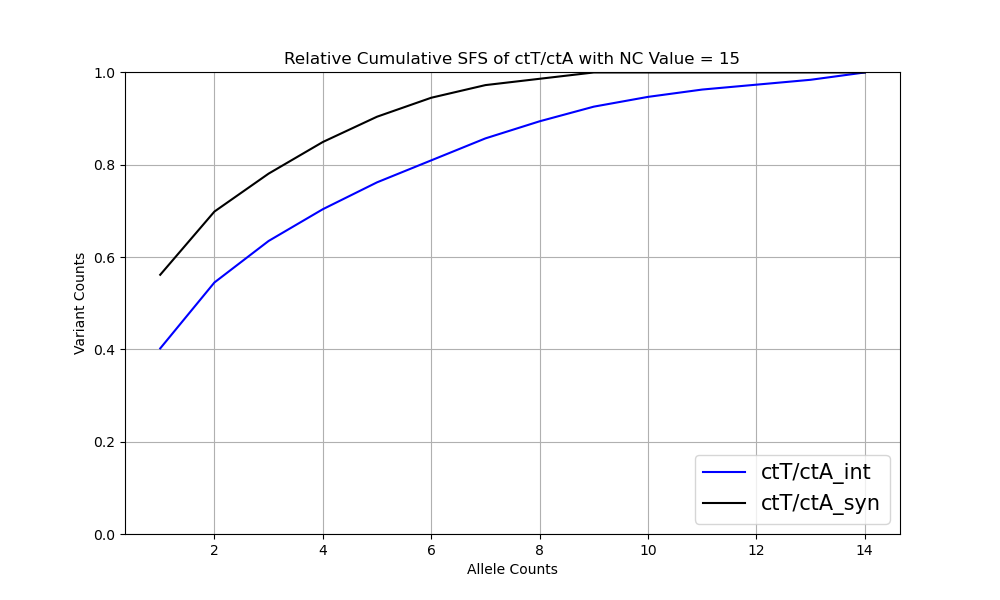 Relative Cumulative SFS of ctT/ctA with NC Value = 15
1.0
0.8
0.6
0.4
0.2
0.0
Variant Counts
2 4 6 8 10 12 14
Allele Counts
ctT/ctA_int
ctT/ctA_syn